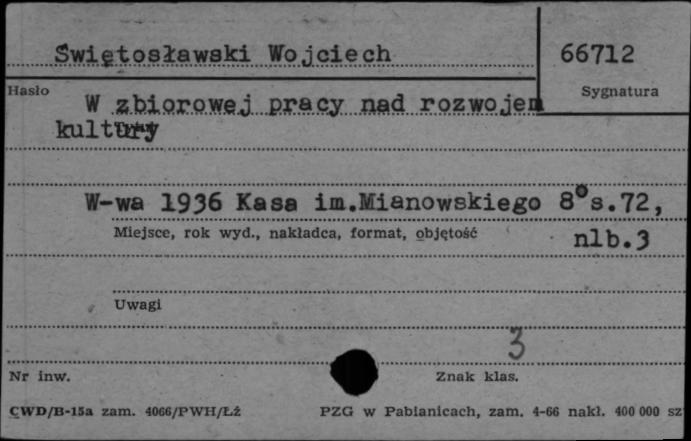 Świętosławski Wojciech 66712
Hasło Sygnatura
W zbiorowej pracy nad rozwojem
kultury
W-wa 1936 Kasa im.Mianowskiego 8° s.72,
Miejsce, rok wyd., nakładca, format, objętość nlb.3
Uwagi
3
Nr inw. Znak klas.
CWD/B-15a zam. 4066/PWH/Łż PZG w Pabianicach, zam. 4-66 nakł. 400 000 sz